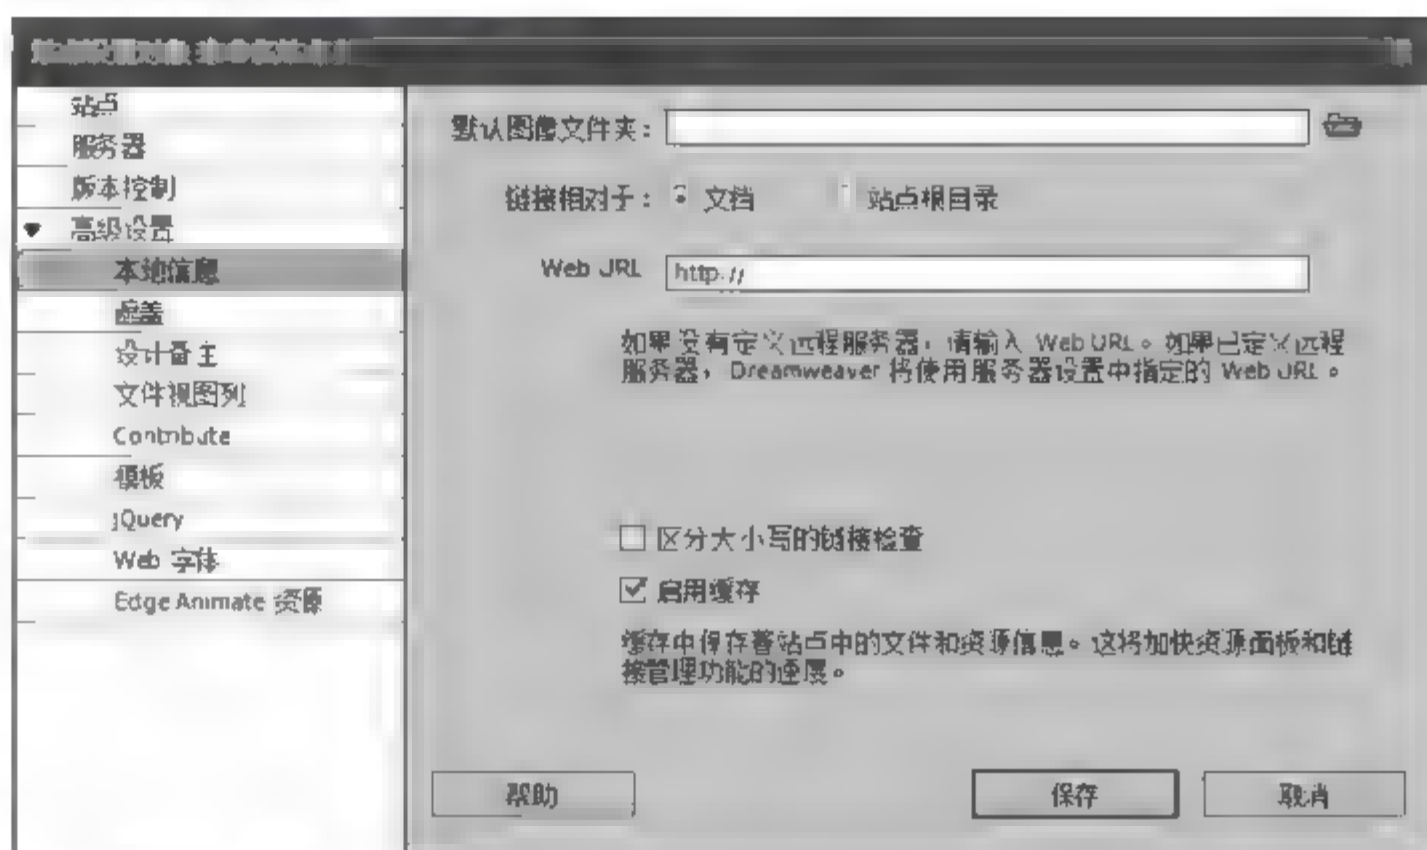 站点
服务器
版本控制
高级设置
本地信息
遮盖
设计备注
文件视图列
Contribute
模板
jQuery
Web 字体
Edge Animate 资源
默认图像文件夹：
链接相对于： 文档 站点根目录
Web URL http://
如果没有定义远程服务器，请输入 Web URL。如果已定义远程
服务器，Dreamweaver 将使用服务器设置中指定的 Web URL。
区分大小写的链接检查
启用缓存
缓存中保存着站点中的文件和资源信息。这将加快资源面板和链
接管理功能的速度。
帮助 保存 取消